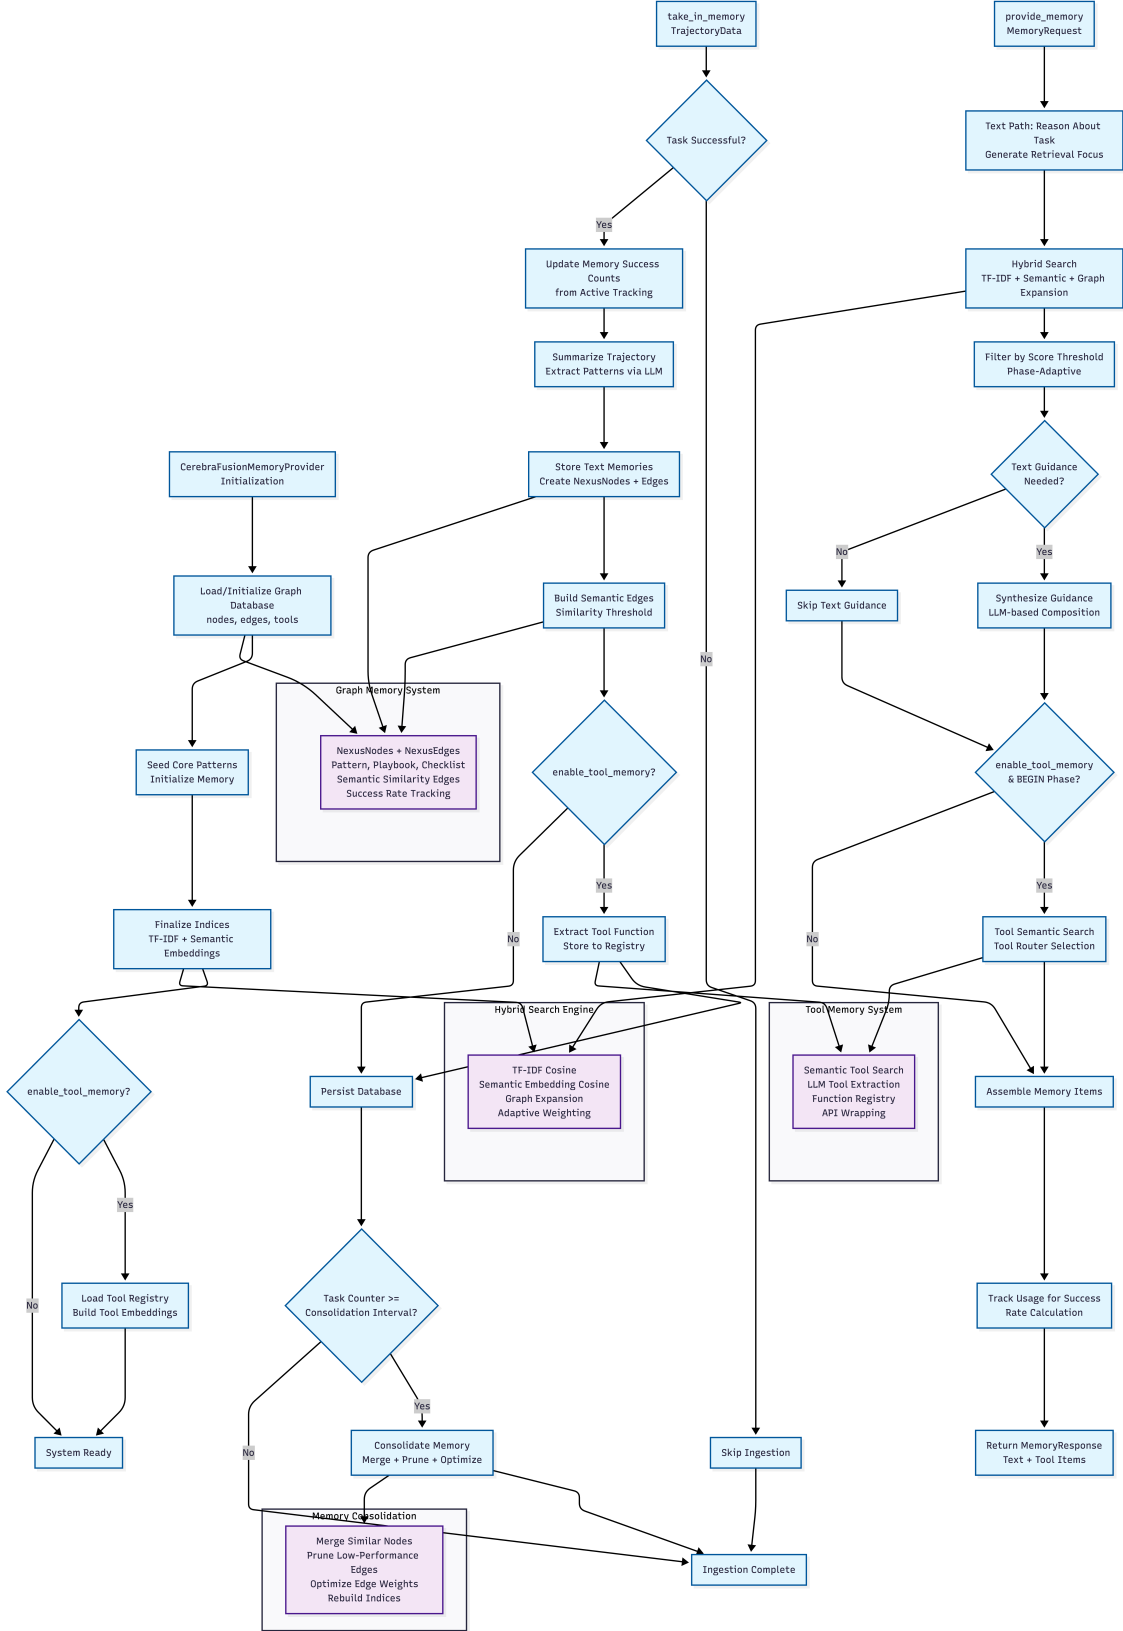 take_in_memory
TrajectoryData
provide_memory
MemoryRequest
Task Successful?
Text Path: Reason About
Task
Generate Retrieval Focus
Yes
Update Memory Success
Counts
from Active Tracking
Hybrid Search
TF-IDF + Semantic + Graph
Expansion
Summarize Trajectory
Extract Patterns via LLM
Filter by Score Threshold
Phase-Adaptive
CerebraFusionMemoryProvider
Initialization
Store Text Memories
Create NexusNodes + Edges
Text Guidance
Needed?
No
Yes
Load/Initialize Graph
Database
nodes, edges, tools
Build Semantic Edges
Similarity Threshold
Skip Text Guidance
Synthesize Guidance
LLM-based Composition
No
Graph Memory System
NexusNodes + NexusEdges
Pattern, Playbook, Checklist
Semantic Similarity Edges
Success Rate Tracking
Seed Core Patterns
Initialize Memory
enable_tool_memory?
enable_tool_memory
& BEGIN Phase?
Yes
Yes
Finalize Indices
TF-IDF + Semantic
Embeddings
No
Extract Tool Function
Store to Registry
No
Tool Semantic Search
Tool Router Selection
Hybrid Search Engine
Tool Memory System
enable_tool_memory?
Persist Database
TF-IDF Cosine
Semantic Embedding Cosine
Graph Expansion
Adaptive Weighting
Semantic Tool Search
LLM Tool Extraction
Function Registry
API Wrapping
Assemble Memory Items
Yes
No
Load Tool Registry
Build Tool Embeddings
Task Counter >=
Consolidation Interval?
Track Usage for Success
Rate Calculation
Yes
No
System Ready
Consolidate Memory
Merge + Prune + Optimize
Skip Ingestion
Return MemoryResponse
Text + Tool Items
Memory Consolidation
Merge Similar Nodes
Prune Low-Performance
Edges
Optimize Edge Weights
Rebuild Indices
Ingestion Complete